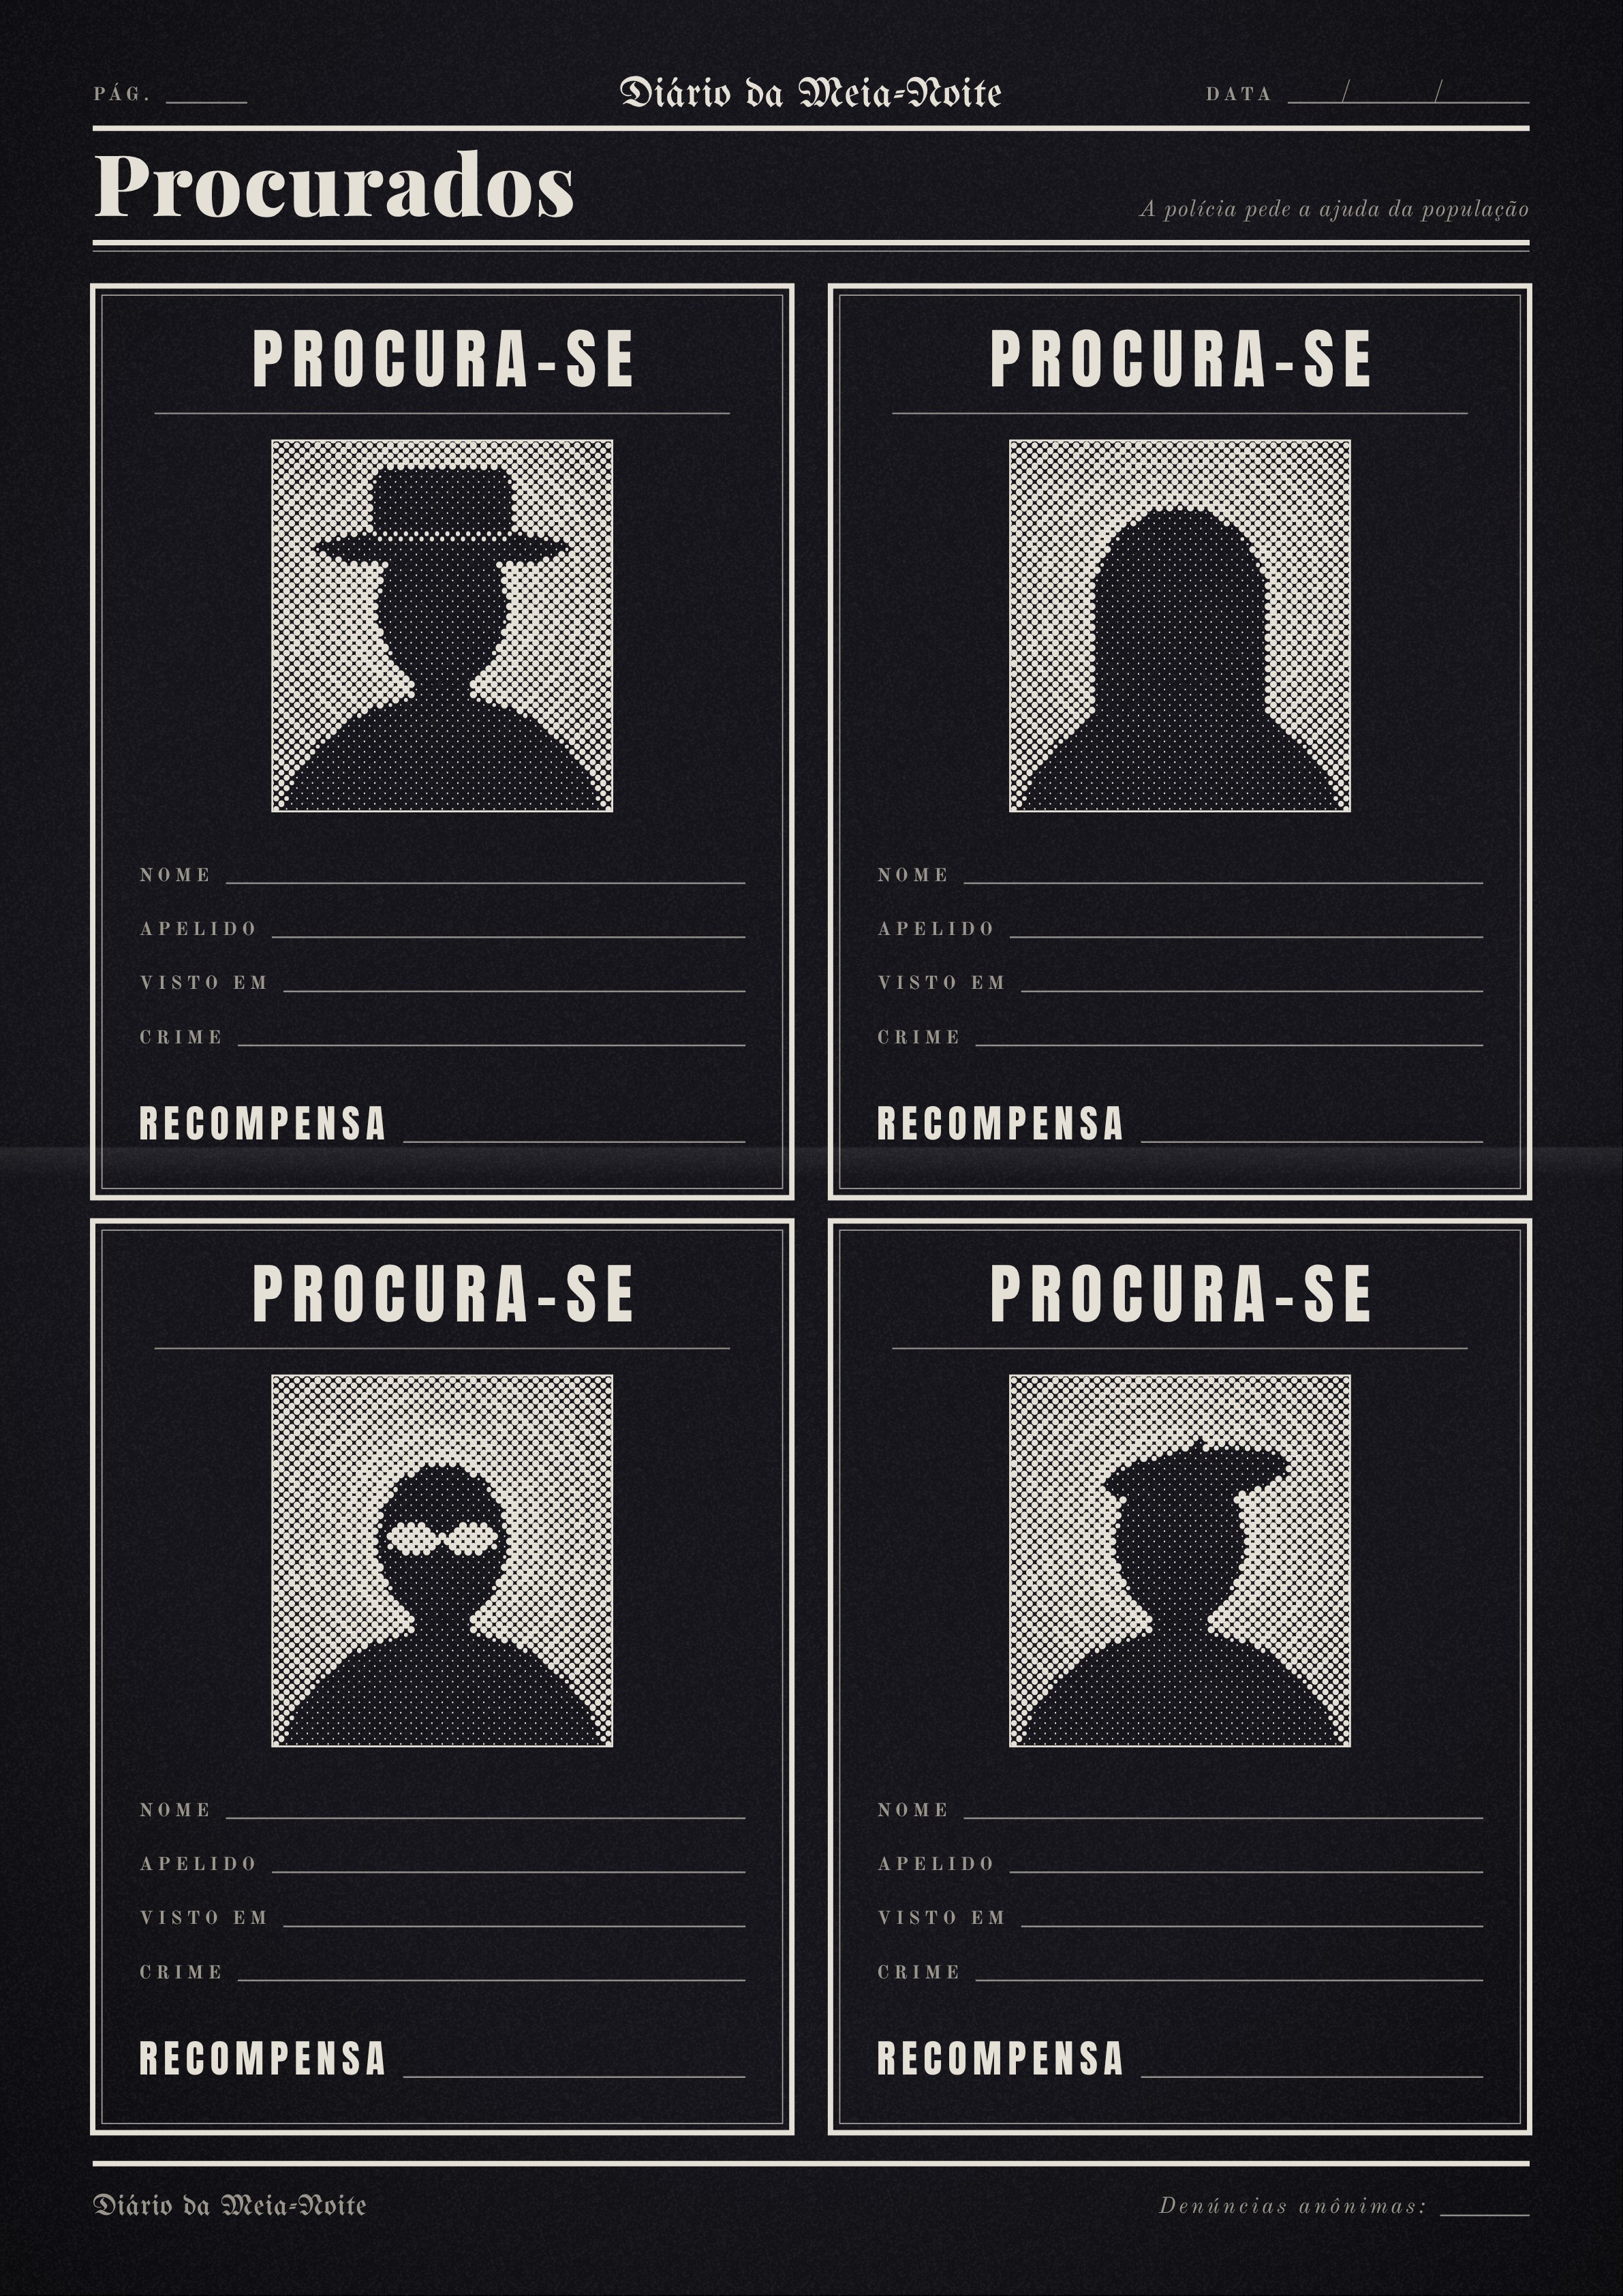 PÁG.
Diário da Meia-Noite
DATA / /
Procurados
A polícia pede a ajuda da população
PROCURA-SE
NOME
APELIDO
VISTO EM
CRIME
RECOMPENSA
PROCURA-SE
NOME
APELIDO
VISTO EM
CRIME
RECOMPENSA
PROCURA-SE
NOME
APELIDO
VISTO EM
CRIME
RECOMPENSA
PROCURA-SE
NOME
APELIDO
VISTO EM
CRIME
RECOMPENSA
Diário da Meia-Noite
Denúncias anônimas: